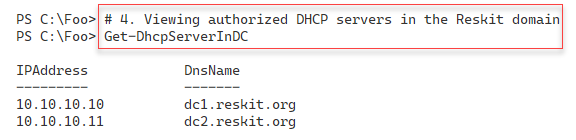 PS C:\Foo> # 4. Viewing authorized DHCP servers in the Reskit domain
PS C:\Foo> Get-DhcpServerInDC
IPAddress            DnsName
---------            -------
10.10.10.10          dc1.reskit.org
10.10.10.11          dc2.reskit.org